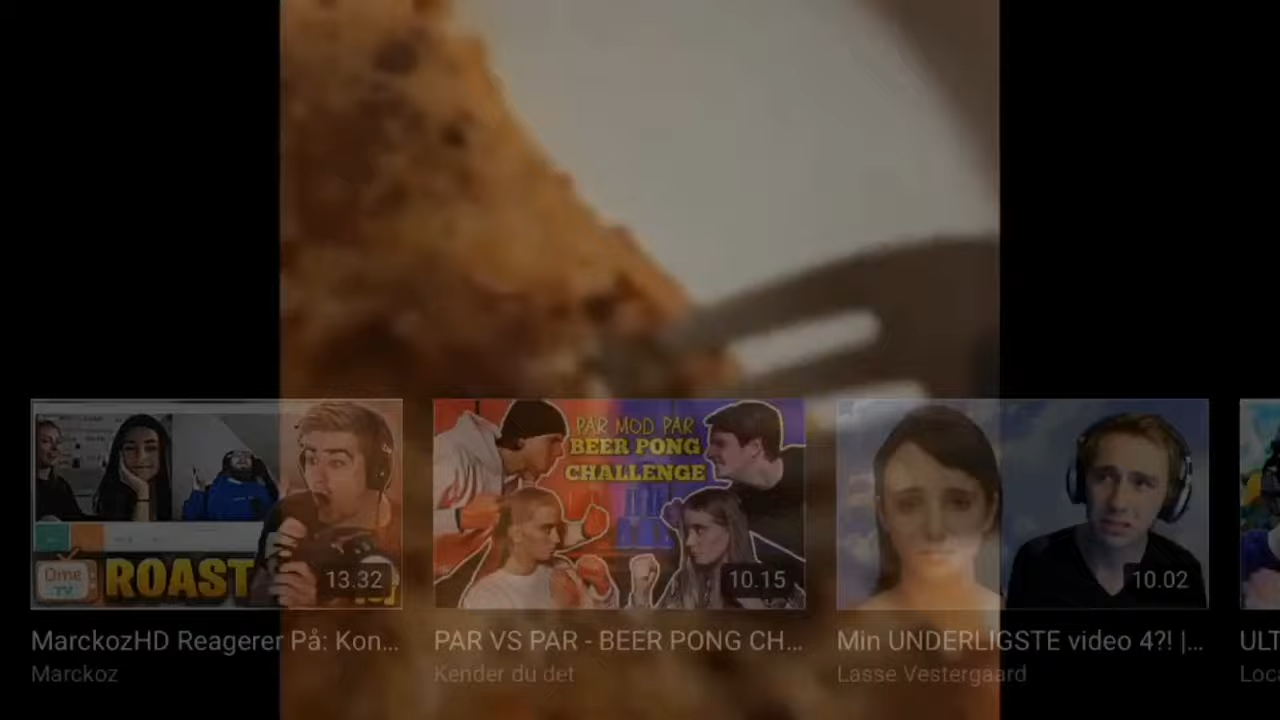 PAR MOD PAR
BEER PONG
CHALLENGE
Ome
TV
ROAST
13.32
10.15
10.02
MarckozHD Reagerer På: Kon...
PAR VS PAR - BEER PONG CH...
Min UNDERLIGSTE video 4?! |...
ULT
Marckoz
Kender du det
Lasse Vestergaard
Loca